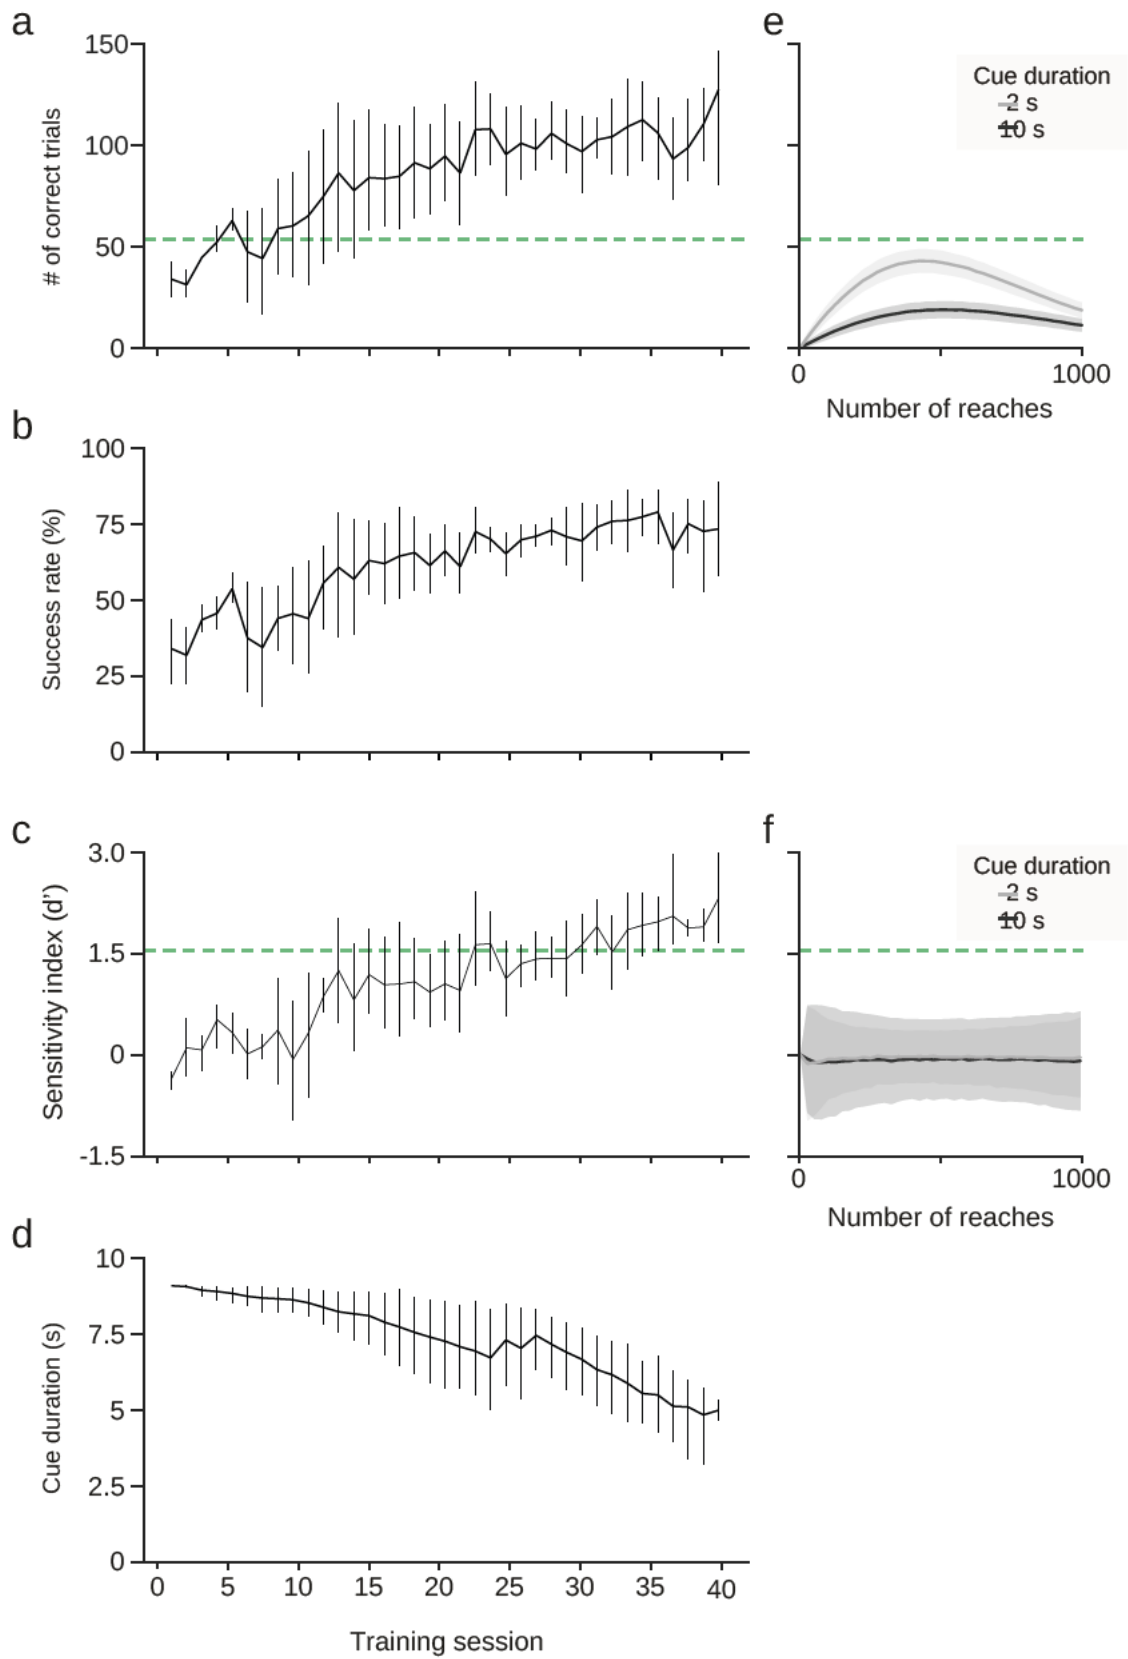 a
# of correct trials
150
100
50
0
e
Cue duration
2 s
10 s
0
1000
Number of reaches
b
Success rate (%)
100
75
50
25
0
c
Sensitivity index (d’)
3.0
1.5
0
-1.5
f
Cue duration
2 s
10 s
0
1000
Number of reaches
d
Cue duration (s)
10
7.5
5
2.5
0
0 5 10 15 20 25 30 35 40
Training session